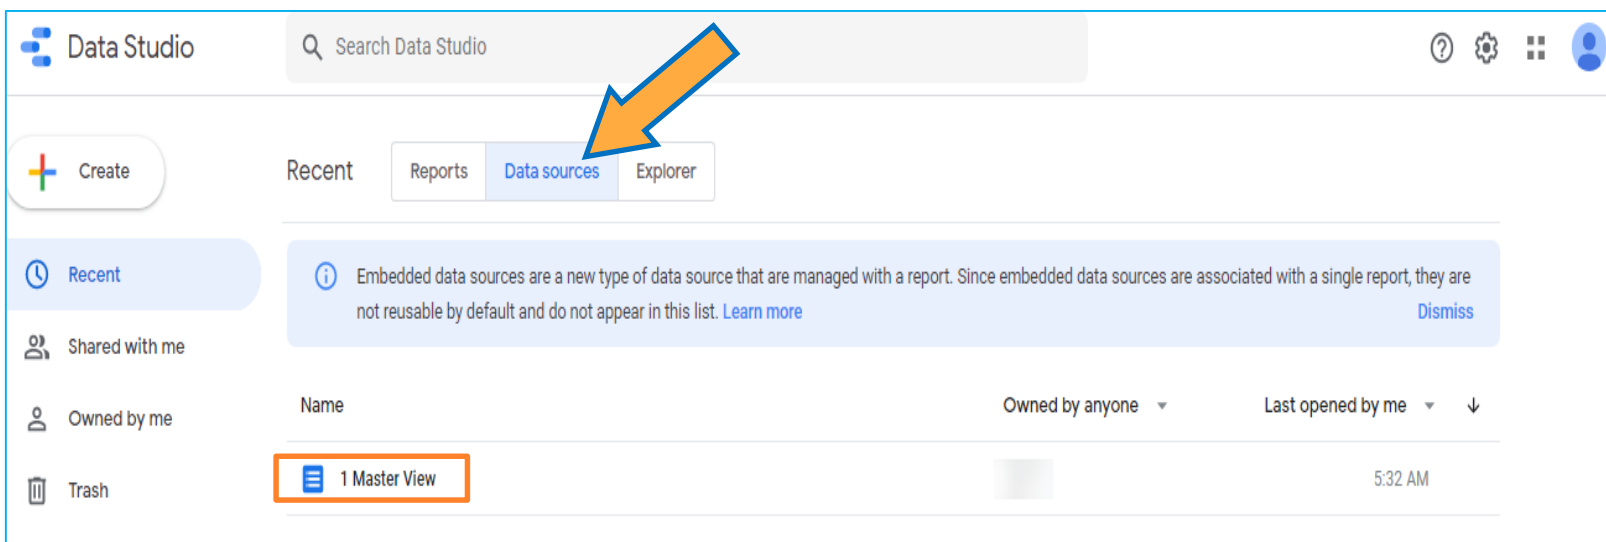 Data Studio
Search Data Studio
Create
Recent
Reports
Data sources
Explorer
Recent
Embedded data sources are a new type of data source that are managed with a report. Since embedded data sources are associated with a single report, they are
not reusable by default and do not appear in this list. Learn more
Dismiss
Shared with me
Name
Owned by anyone
Last opened by me
Owned by me
1 Master View
5:32 AM
Trash